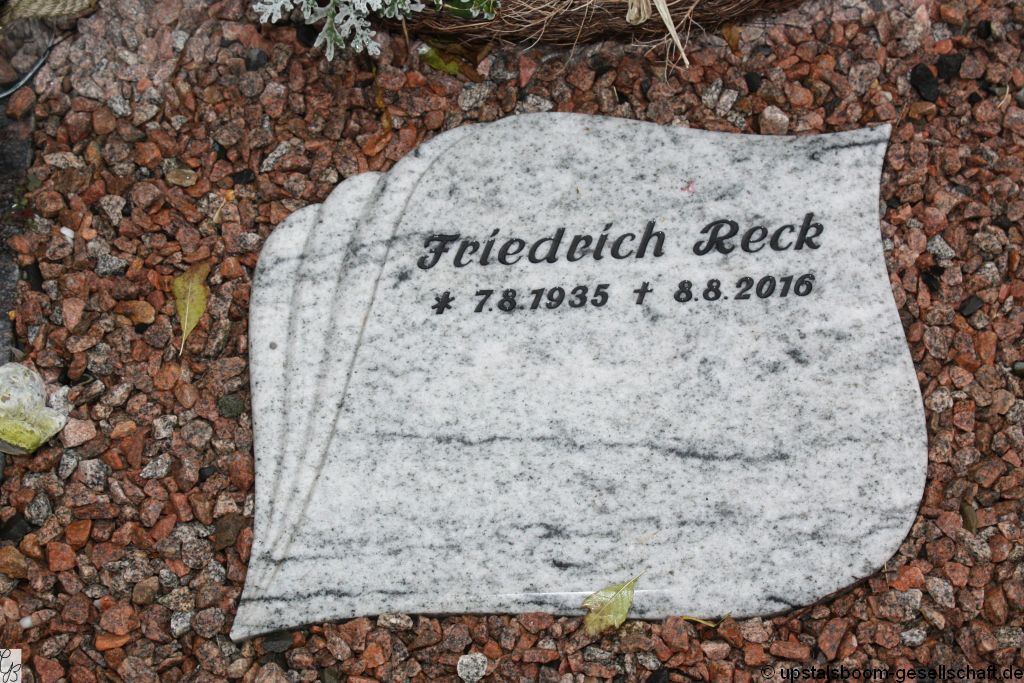 Friedrich Reck
* 7.8.1935 † 8.8.2016
© upstalsboom-gesellschaft.de